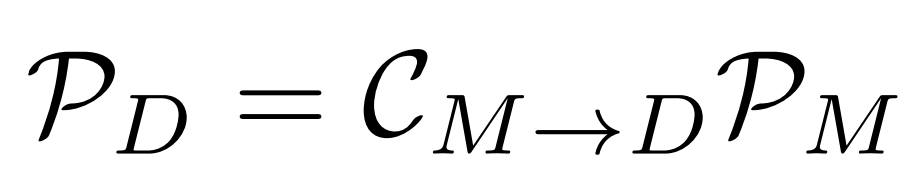 𝒫_D = 𝒞_{M→D} 𝒫_M